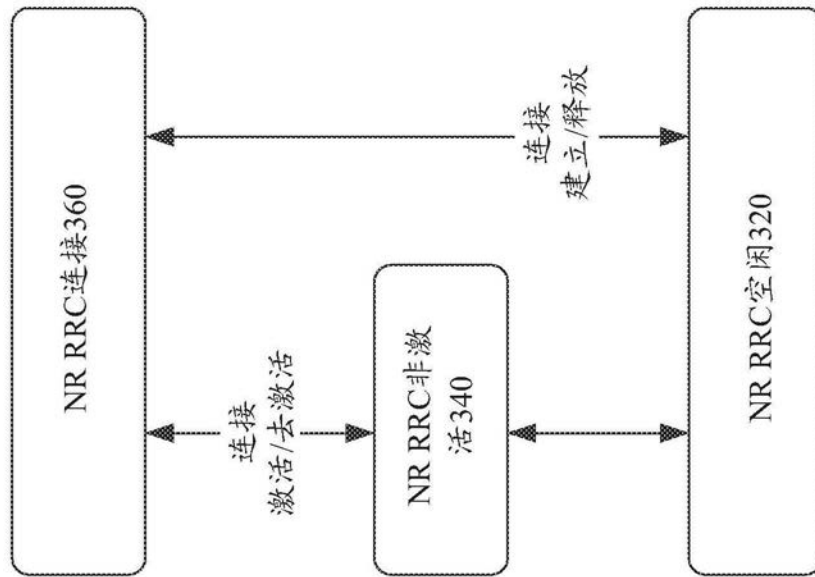 NR RRC连接360
连接
激活/去激活
NR RRC非激
活340
连接
建立/释放
NR RRC空闲320